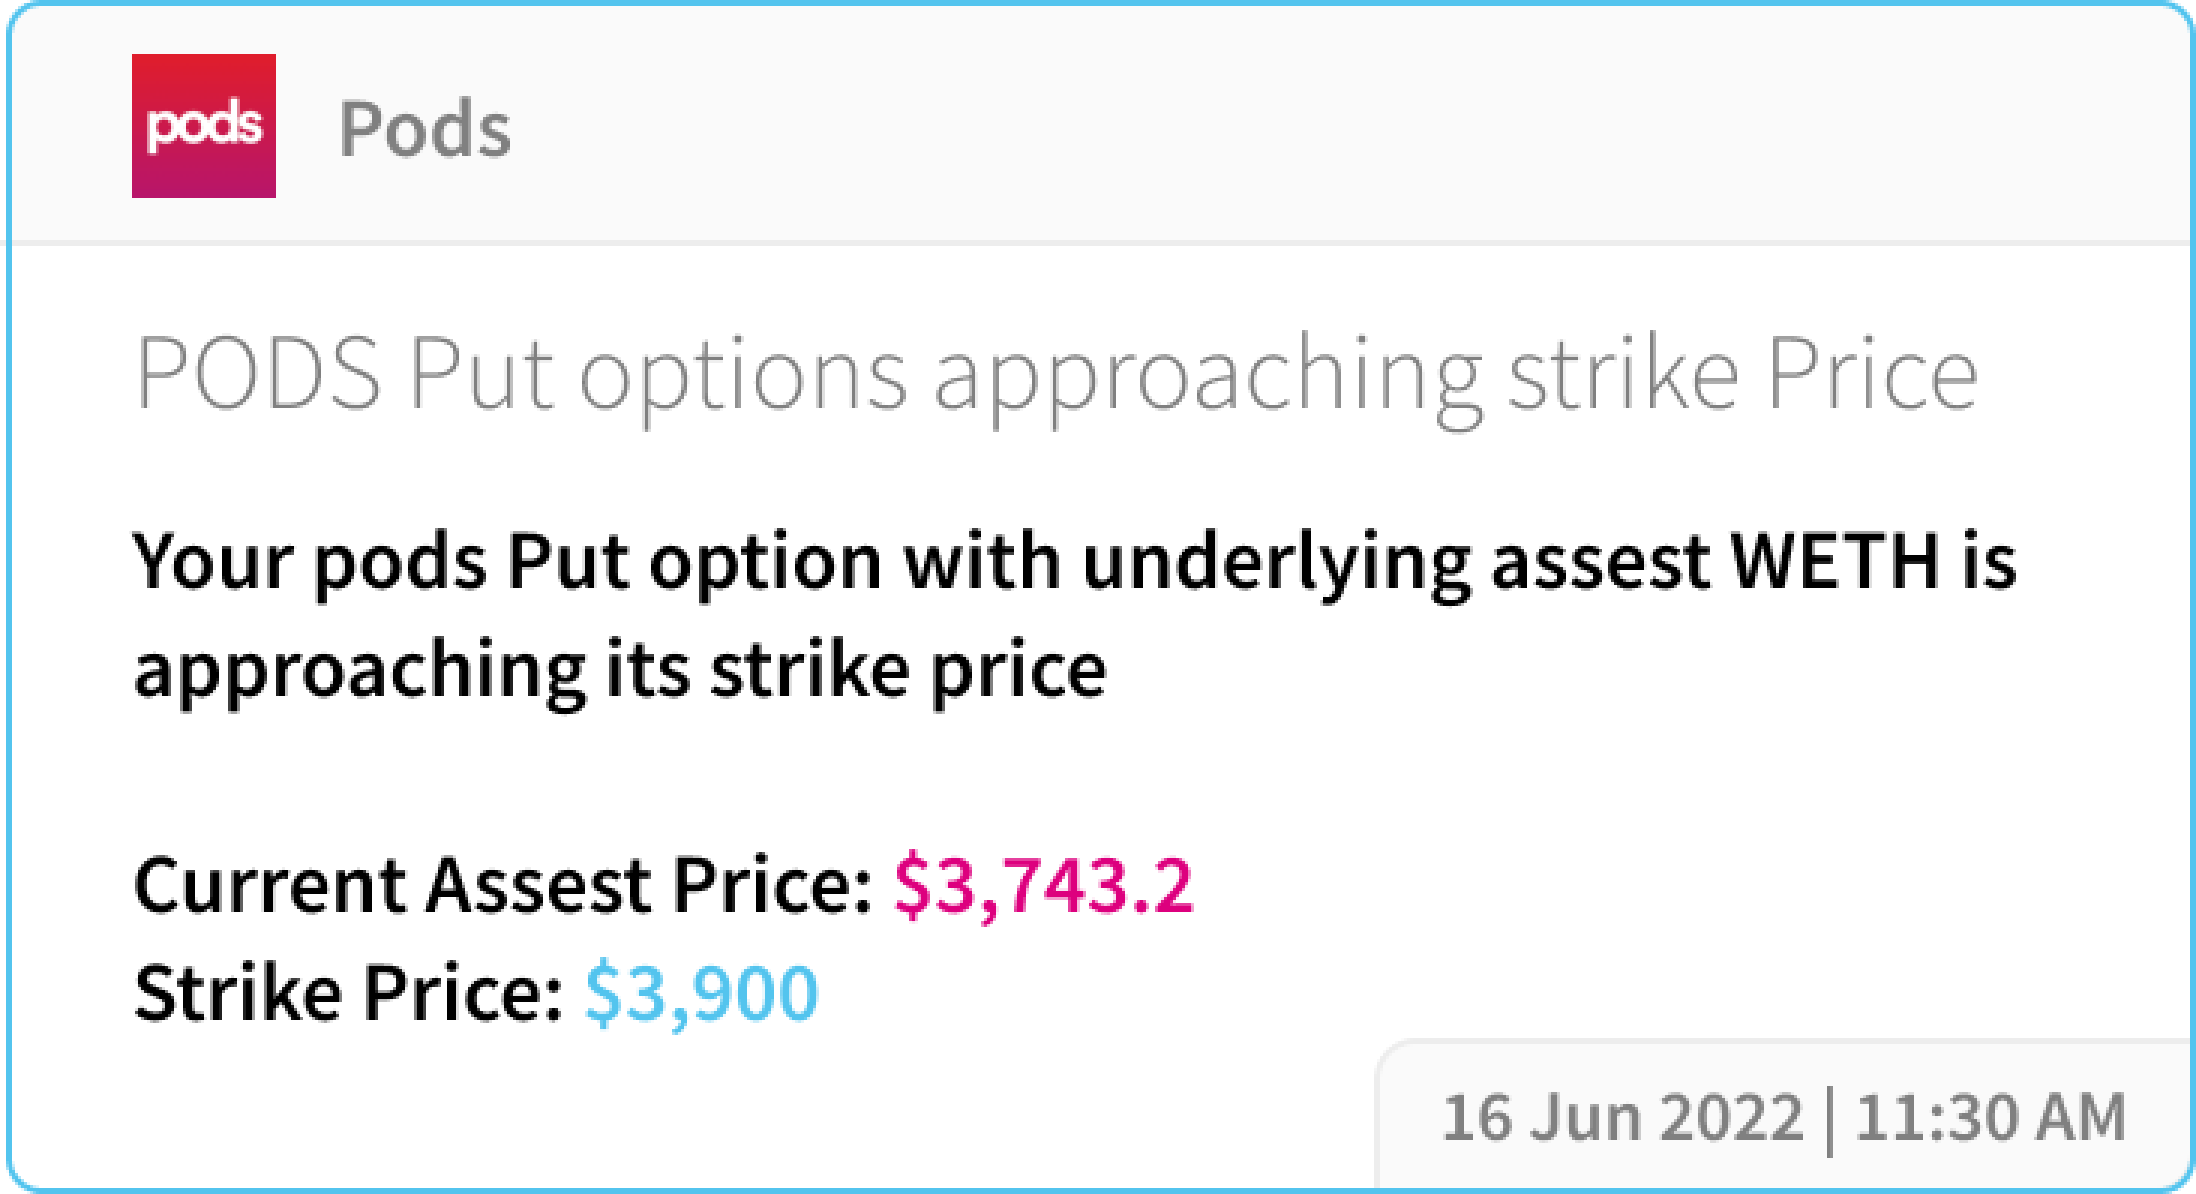 pods
Pods
PODS Put options approaching strike Price
Your pods Put option with underlying assest WETH is
approaching its strike price
Current Assest Price: $3,743.2
Strike Price: $3,900
16 Jun 2022 | 11:30 AM